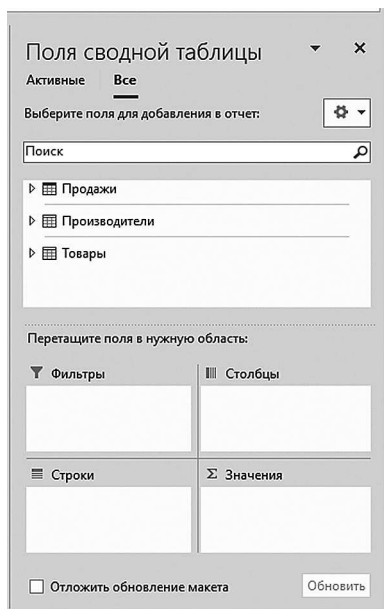 Поля сводной таблицы
Активные Все
Выберите поля для добавления в отчет:
Поиск
Продажи
Производители
Товары
Перетащите поля в нужную область:
Фильтры
Столбцы
Строки
Σ Значения
Отложить обновление макета
Обновить